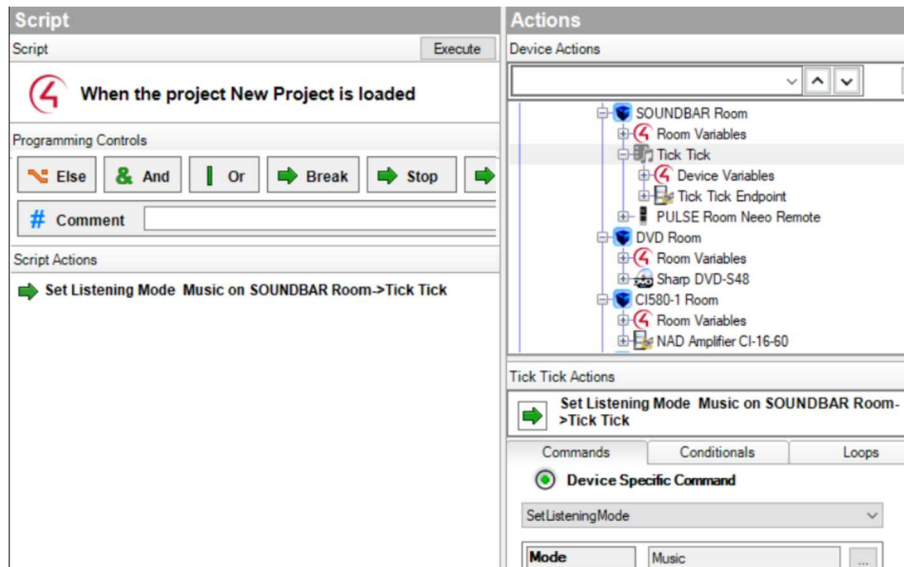 Script
Script
Execute
When the project New Project is loaded
Programming Controls
Else
And
Or
Break
Stop
# Comment
Script Actions
Set Listening Mode Music on SOUNDBAR Room->Tick Tick
Actions
Device Actions
SOUNDBAR Room
Room Variables
Tick Tick
Device Variables
Tick Tick Endpoint
PULSE Room Neeo Remote
DVD Room
Room Variables
Sharp DVD-S48
CI580-1 Room
Room Variables
NAD Amplifier CI-16-60
Tick Tick Actions
Set Listening Mode Music on SOUNDBAR Room-
>Tick Tick
Commands Conditionals Loops
Device Specific Command
SetListeningMode
Mode Music ...